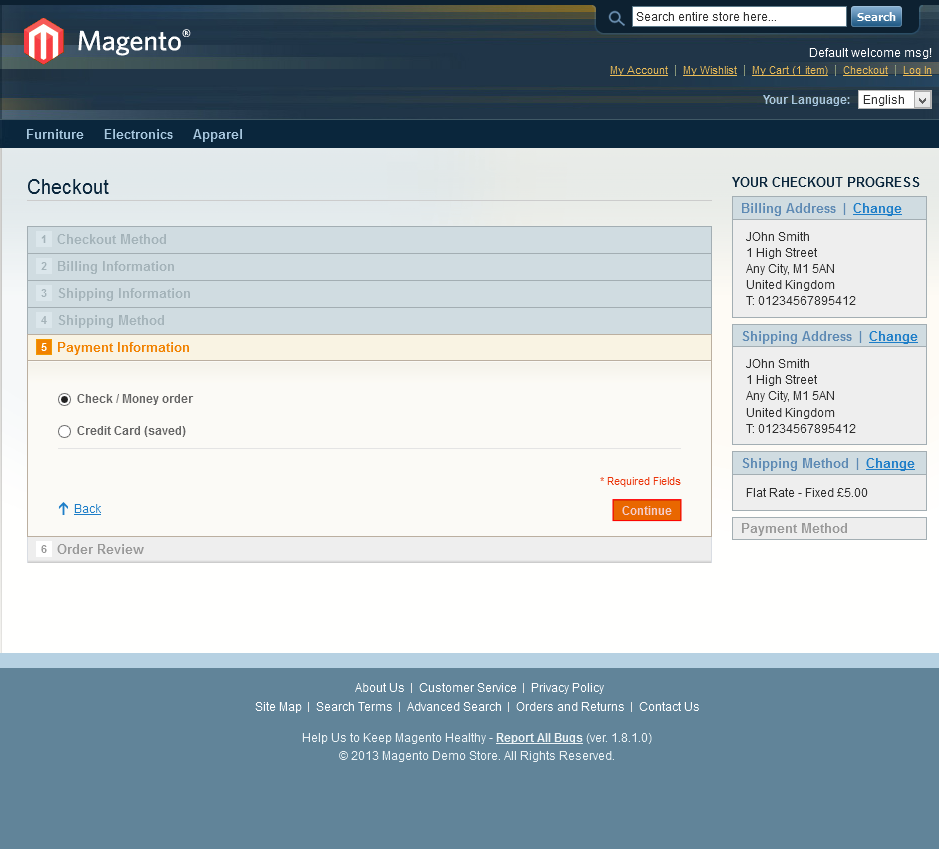 Search entire store here...
Search
Magento®
Default welcome msg!
My Account | My Wishlist | My Cart (1 item) | Checkout | Log In
Your Language: English
Furniture Electronics Apparel
Checkout
1 Checkout Method
2 Billing Information
3 Shipping Information
4 Shipping Method
5 Payment Information
Check / Money order
Credit Card (saved)
* Required Fields
Back
Continue
6 Order Review
YOUR CHECKOUT PROGRESS
Billing Address | Change
JOhn Smith
1 High Street
Any City, M1 5AN
United Kingdom
T: 01234567895412
Shipping Address | Change
JOhn Smith
1 High Street
Any City, M1 5AN
United Kingdom
T: 01234567895412
Shipping Method | Change
Flat Rate - Fixed £5.00
Payment Method
About Us | Customer Service | Privacy Policy
Site Map | Search Terms | Advanced Search | Orders and Returns | Contact Us
Help Us to Keep Magento Healthy - Report All Bugs (ver. 1.8.1.0)
© 2013 Magento Demo Store. All Rights Reserved.